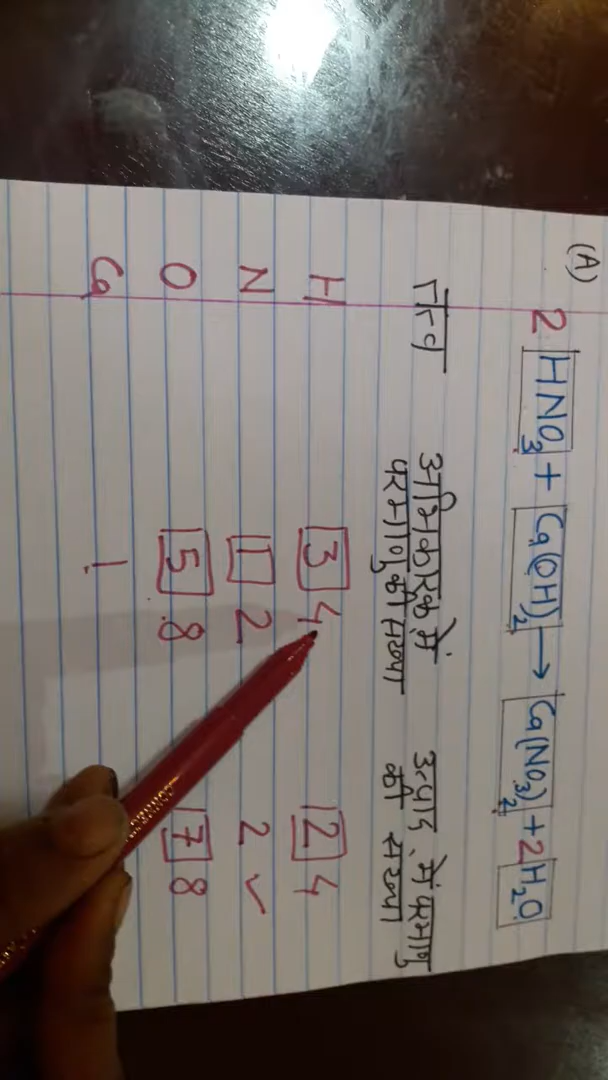 (A)
2 HNO₃ + Ca(OH)₂ → Ca(NO₃)₂ + 2H₂O
तत्व अभिकारक में उत्पाद में परमाणु
परमाणु की संख्या की संख्या
H 3 4 2 4
N 1 2 2 ✓
O 5 8 7 8
Ca 1